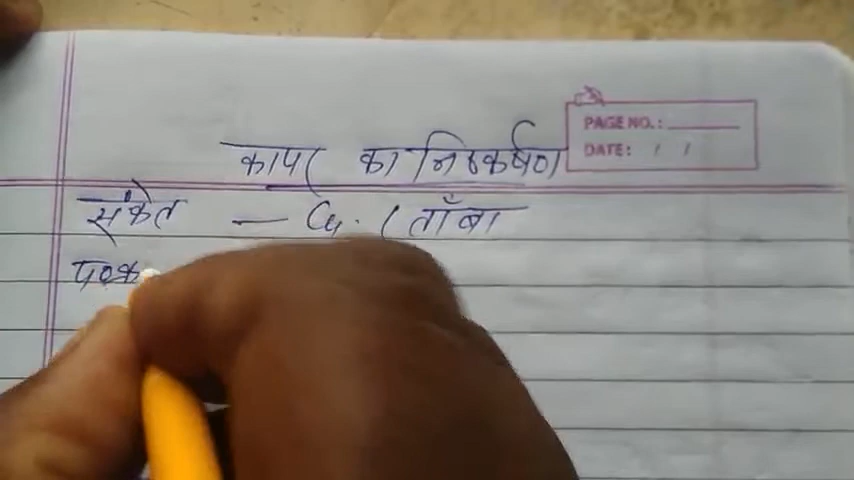 कापर का निष्कर्षण
PAGE NO.:
DATE: / /
संकेत — Cu. (ताँबा